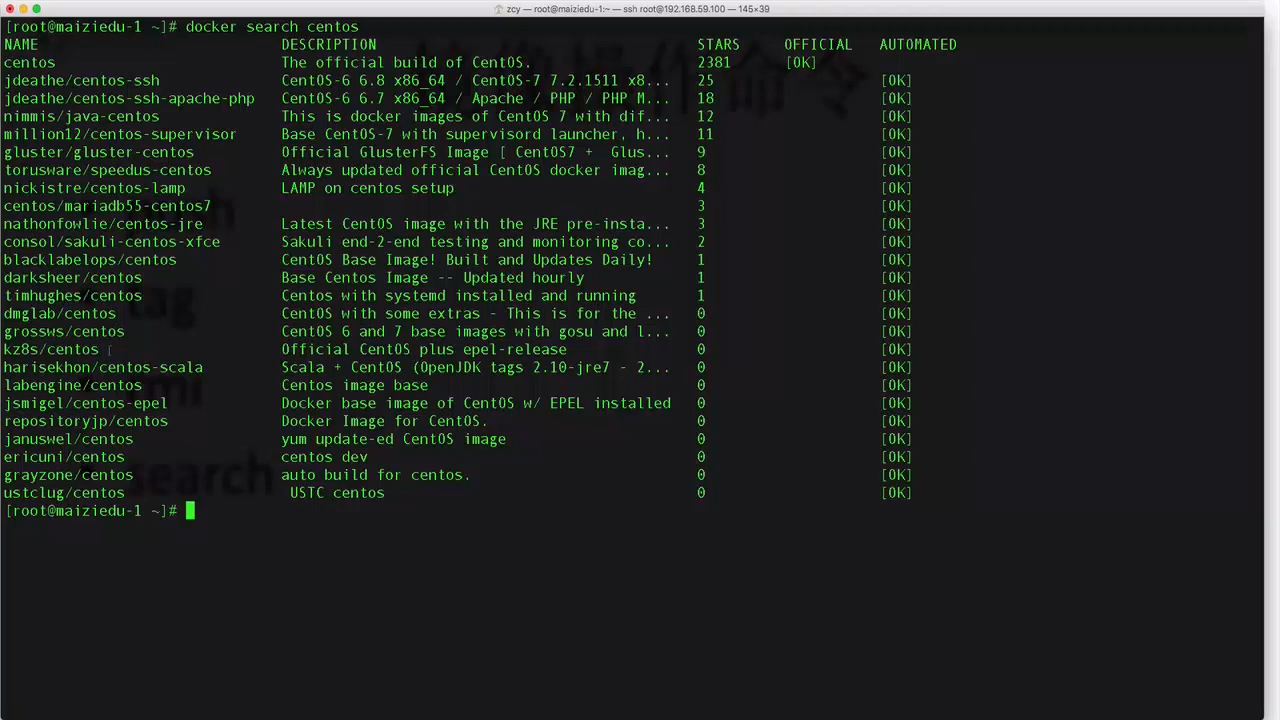 zcy — root@maiziedu-1:~ — ssh root@192.168.59.100 — 145×39
[root@maiziedu-1 ~]# docker search centos
NAME DESCRIPTION STARS OFFICIAL AUTOMATED
centos The official build of CentOS. 2381 [OK]
jdeathe/centos-ssh CentOS-6 6.8 x86_64 / CentOS-7 7.2.1511 x8... 25 [OK]
jdeathe/centos-ssh-apache-php CentOS-6 6.7 x86_64 / Apache / PHP / PHP M... 18 [OK]
nimmis/java-centos This is docker images of CentOS 7 with dif... 12 [OK]
million12/centos-supervisor Base CentOS-7 with supervisord launcher, h... 11 [OK]
gluster/gluster-centos Official GlusterFS Image [ CentOS7 + Glus... 9 [OK]
torusware/speedus-centos Always updated official CentOS docker imag... 8 [OK]
nickistre/centos-lamp LAMP on centos setup 4 [OK]
centos/mariadb55-centos7 3 [OK]
nathonfowlie/centos-jre Latest CentOS image with the JRE pre-insta... 3 [OK]
consol/sakuli-centos-xfce Sakuli end-2-end testing and monitoring co... 2 [OK]
blacklabelops/centos CentOS Base Image! Built and Updates Daily! 1 [OK]
darksheer/centos Base Centos Image -- Updated hourly 1 [OK]
timhughes/centos Centos with systemd installed and running 1 [OK]
dmglab/centos CentOS with some extras - This is for the ... 0 [OK]
grossws/centos CentOS 6 and 7 base images with gosu and l... 0 [OK]
kz8s/centos Official CentOS plus epel-release 0 [OK]
harisekhon/centos-scala Scala + CentOS (OpenJDK tags 2.10-jre7 - 2... 0 [OK]
labengine/centos Centos image base 0 [OK]
jsmigel/centos-epel Docker base image of CentOS w/ EPEL installed 0 [OK]
repositoryjp/centos Docker Image for CentOS. 0 [OK]
januswel/centos yum update-ed CentOS image 0 [OK]
ericuni/centos centos dev 0 [OK]
grayzone/centos auto build for centos. 0 [OK]
ustclug/centos USTC centos 0 [OK]
[root@maiziedu-1 ~]#
操作命令
tag
rmi
search